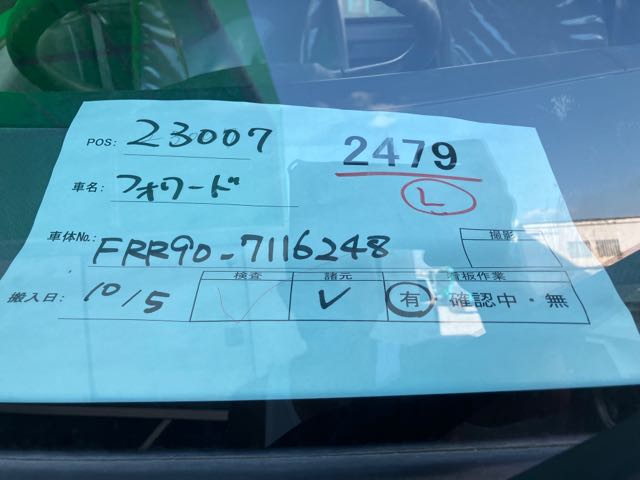 POS: 23007
2479
L
車名: フォワード
車体No.: FRR90-7116248
撮影
搬入日: 10/5
検査 諸元 看板作業
✓ ✓ 有・確認中・無